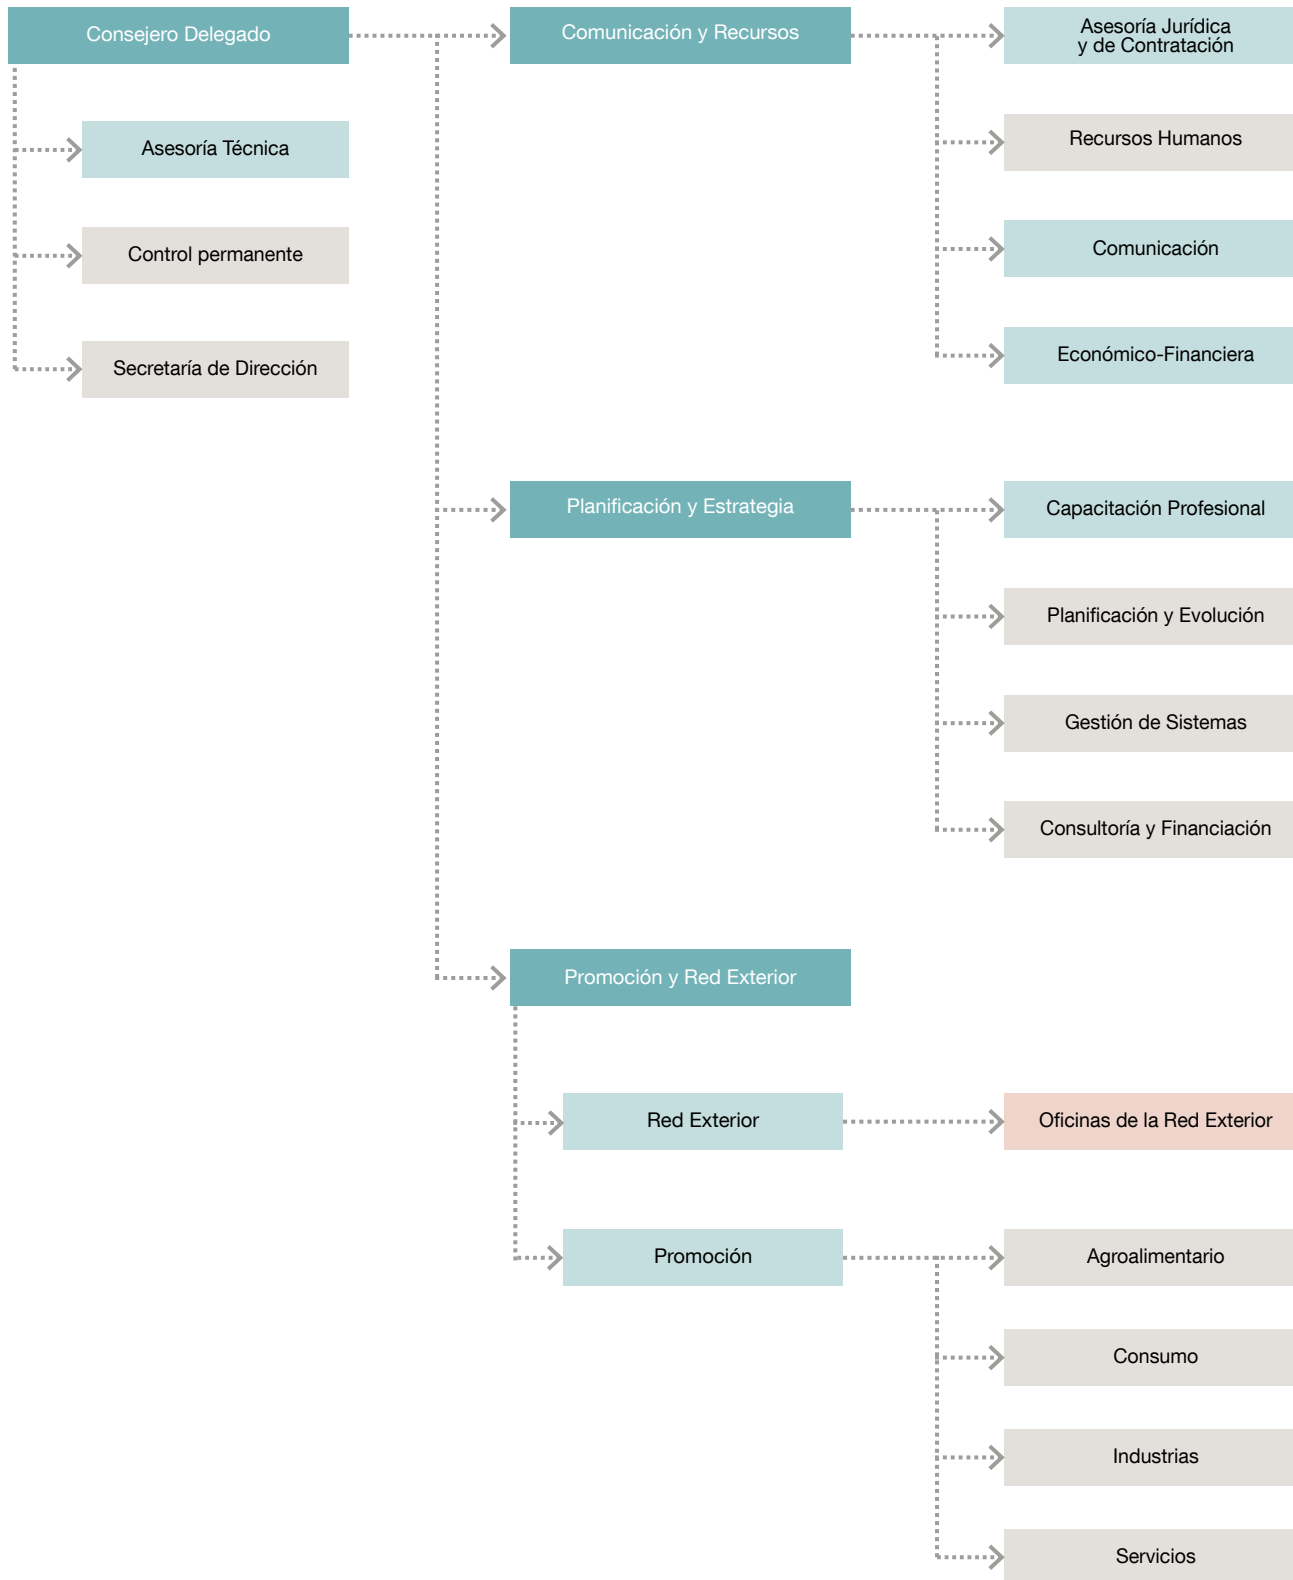 Consejero Delegado
Asesoría Técnica
Control permanente
Secretaría de Dirección
Comunicación y Recursos
Asesoría Jurídica
y de Contratación
Recursos Humanos
Comunicación
Económico-Financiera
Planificación y Estrategia
Capacitación Profesional
Planificación y Evolución
Gestión de Sistemas
Consultoría y Financiación
Promoción y Red Exterior
Red Exterior
Oficinas de la Red Exterior
Promoción
Agroalimentario
Consumo
Industrias
Servicios